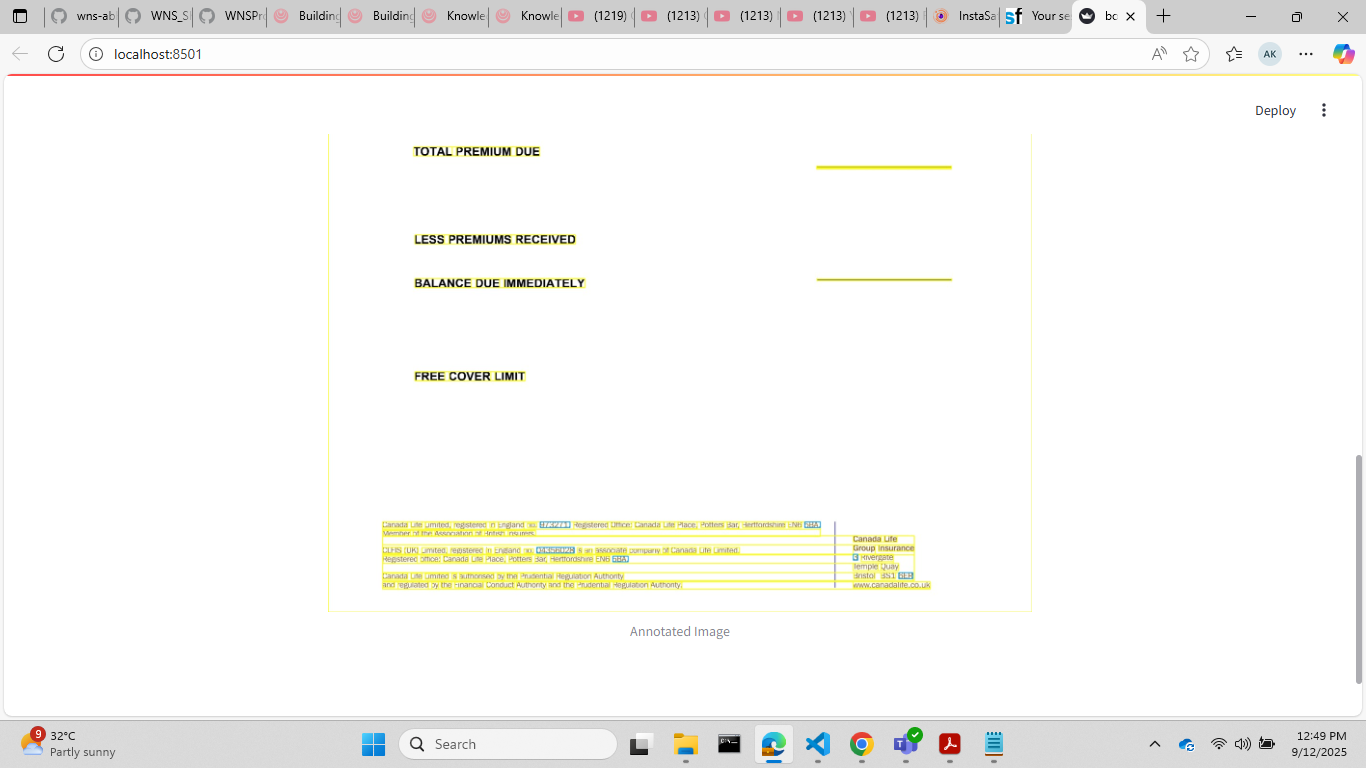 wns-ab
WNS_S
WNSPr
Building
Building
Knowle
Knowle
(1219)
(1213)
(1213)
(1213)
(1213)
InstaSa
Your se
bc
localhost:8501
AK
Deploy
TOTAL PREMIUM DUE
LESS PREMIUMS RECEIVED
BALANCE DUE IMMEDIATELY
FREE COVER LIMIT
Canada Life Limited, registered in England no. 973271 Registered Office: Canada Life Place, Potters Bar, Hertfordshire EN6 5BA
Member of the Association of British Insurers.
CLFIS (UK) Limited, registered in England no. 04356028 is an associate company of Canada Life Limited.
Registered office: Canada Life Place, Potters Bar, Hertfordshire EN6 5BA
Canada Life Limited is authorised by the Prudential Regulation Authority
and regulated by the Financial Conduct Authority and the Prudential Regulation Authority.
Canada Life
Group Insurance
3 Rivergate
Temple Quay
Bristol BS1 6ER
www.canadalife.co.uk
Annotated Image
9
32°C
Partly sunny
Search
12:49 PM
9/12/2025